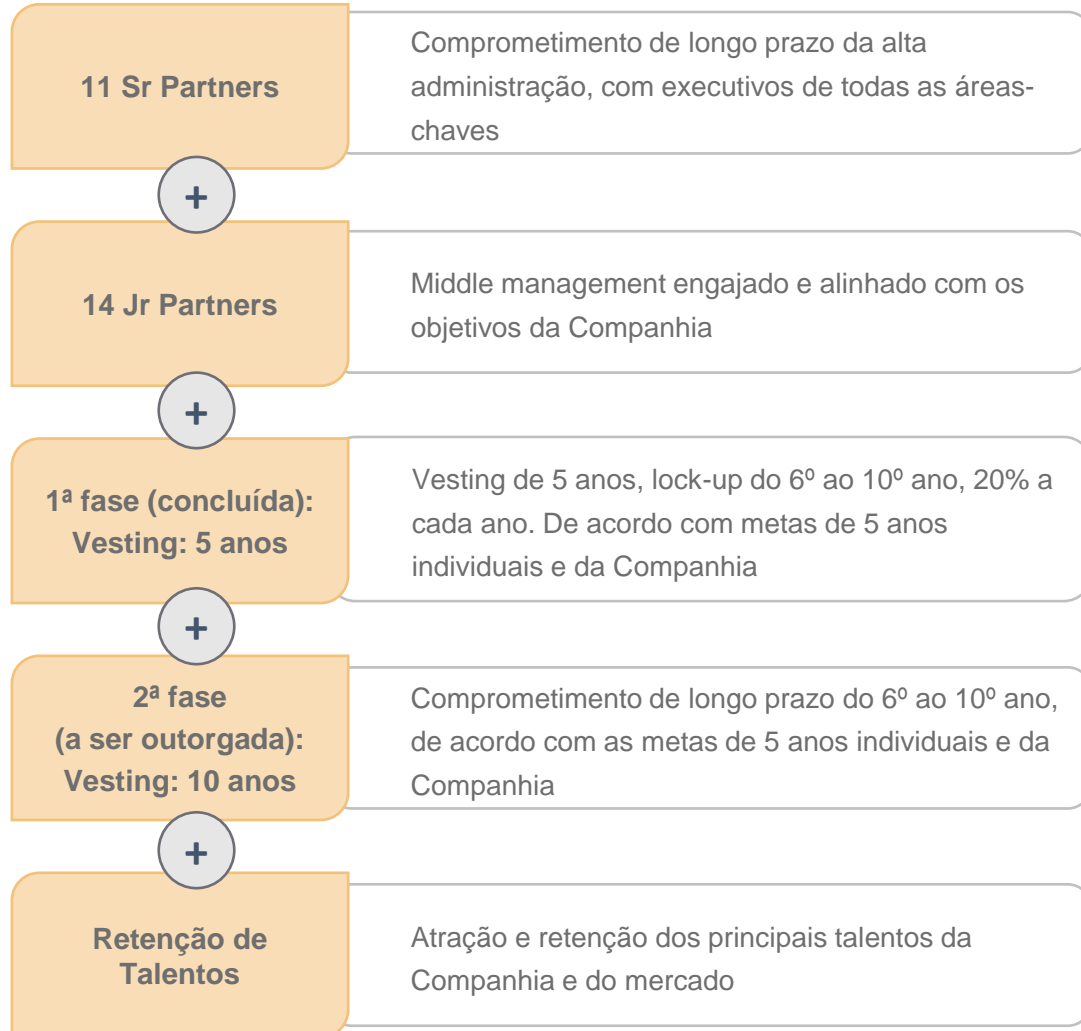 11 Sr Partners
Comprometimento de longo prazo da alta
administração, com executivos de todas as áreas-
chaves
+
14 Jr Partners
Middle management engajado e alinhado com os
objetivos da Companhia
+
1ª fase (concluída):
Vesting: 5 anos
Vesting de 5 anos, lock-up do 6º ao 10º ano, 20% a
cada ano. De acordo com metas de 5 anos
individuais e da Companhia
+
2ª fase
(a ser outorgada):
Vesting: 10 anos
Comprometimento de longo prazo do 6º ao 10º ano,
de acordo com as metas de 5 anos individuais e da
Companhia
+
Retenção de
Talentos
Atração e retenção dos principais talentos da
Companhia e do mercado